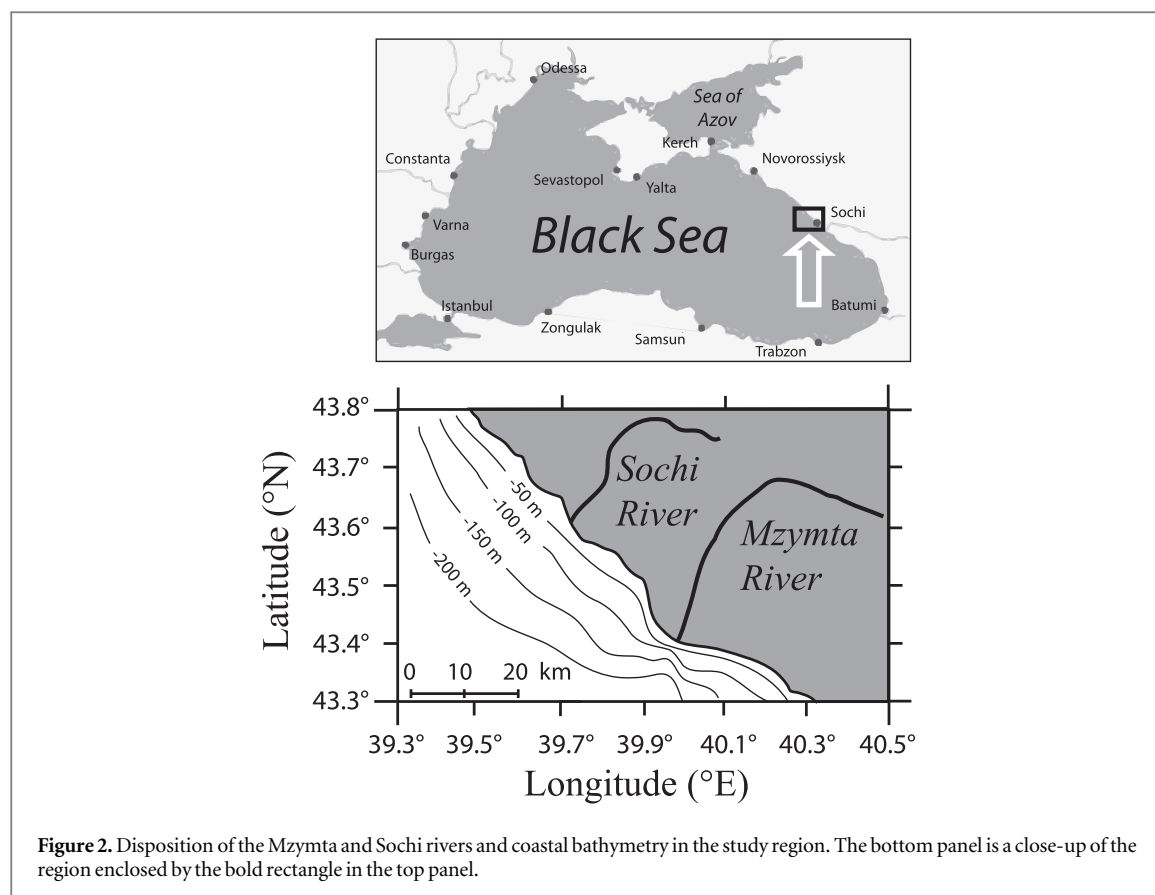 Odessa
Sea of
Azov
Kerch
Constanta
Novorossiysk
Sevastopol
Yalta
Sochi
Varna
Black Sea
Burgas
Istanbul
Batumi
Zongulak
Samsun
Trabzon
43.8°
43.7°
43.6°
43.5°
43.4°
43.3°
Latitude (°N)
Sochi
River
Mzymta
River
-50 m
-100 m
-150 m
-200 m
0 10 20 km
39.3° 39.5° 39.7° 39.9° 40.1° 40.3° 40.5°
Longitude (°E)
Figure 2. Disposition of the Mzymta and Sochi rivers and coastal bathymetry in the study region. The bottom panel is a close-up of the
region enclosed by the bold rectangle in the top panel.